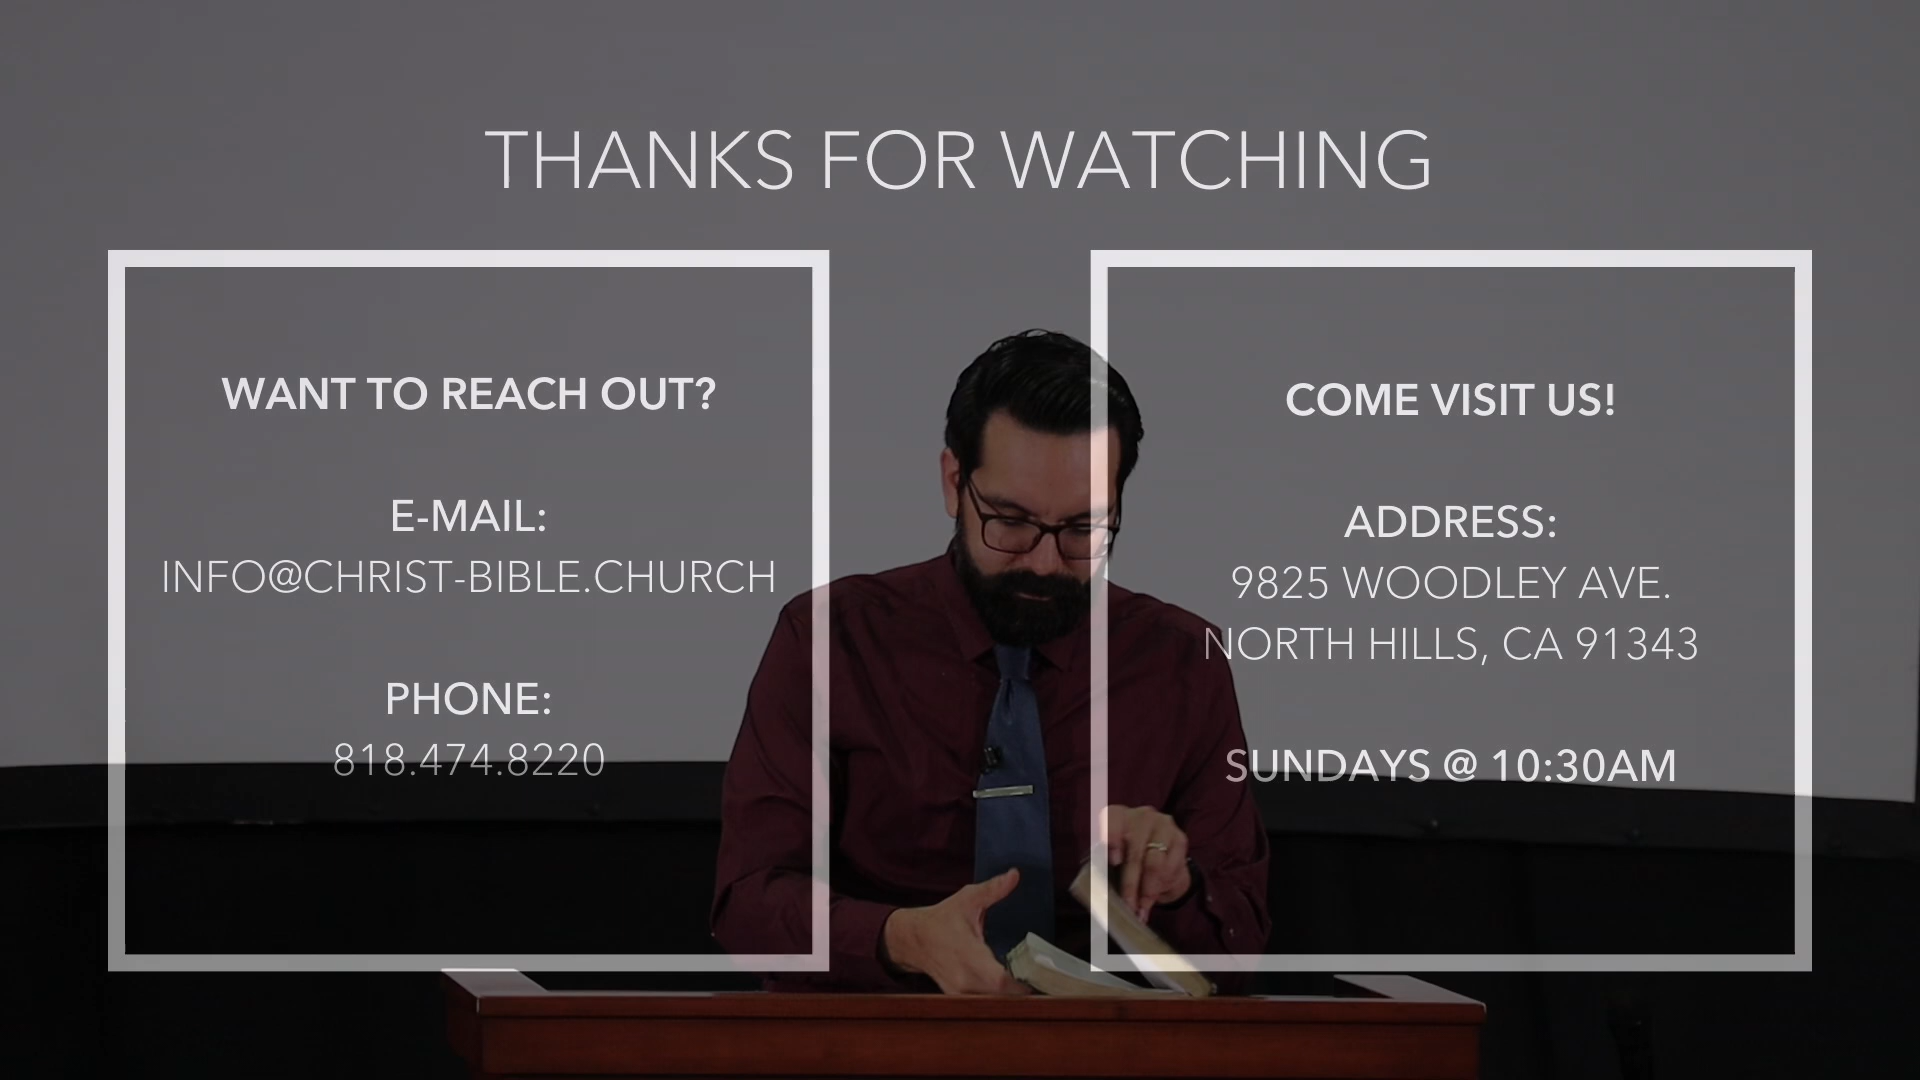 THANKS FOR WATCHING
WANT TO REACH OUT?
E-MAIL:
INFO@CHRIST-BIBLE.CHURCH
PHONE:
818.474.8220
COME VISIT US!
ADDRESS:
9825 WOODLEY AVE.
NORTH HILLS, CA 91343
SUNDAYS @ 10:30AM